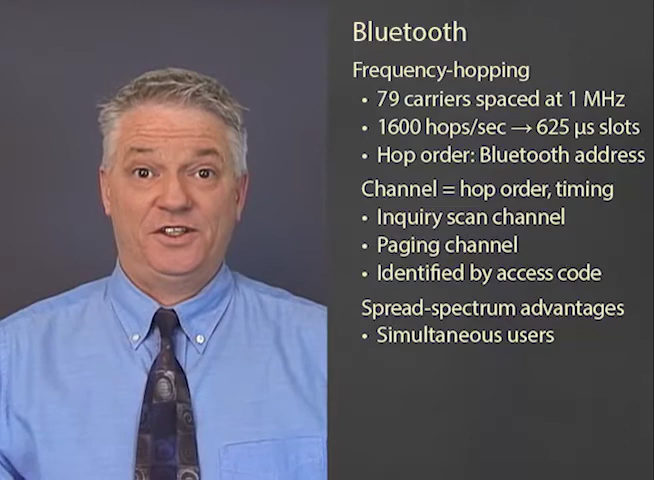 Bluetooth
Frequency-hopping
• 79 carriers spaced at 1 MHz
• 1600 hops/sec → 625 µs slots
• Hop order: Bluetooth address
Channel = hop order, timing
• Inquiry scan channel
• Paging channel
• Identified by access code
Spread-spectrum advantages
• Simultaneous users